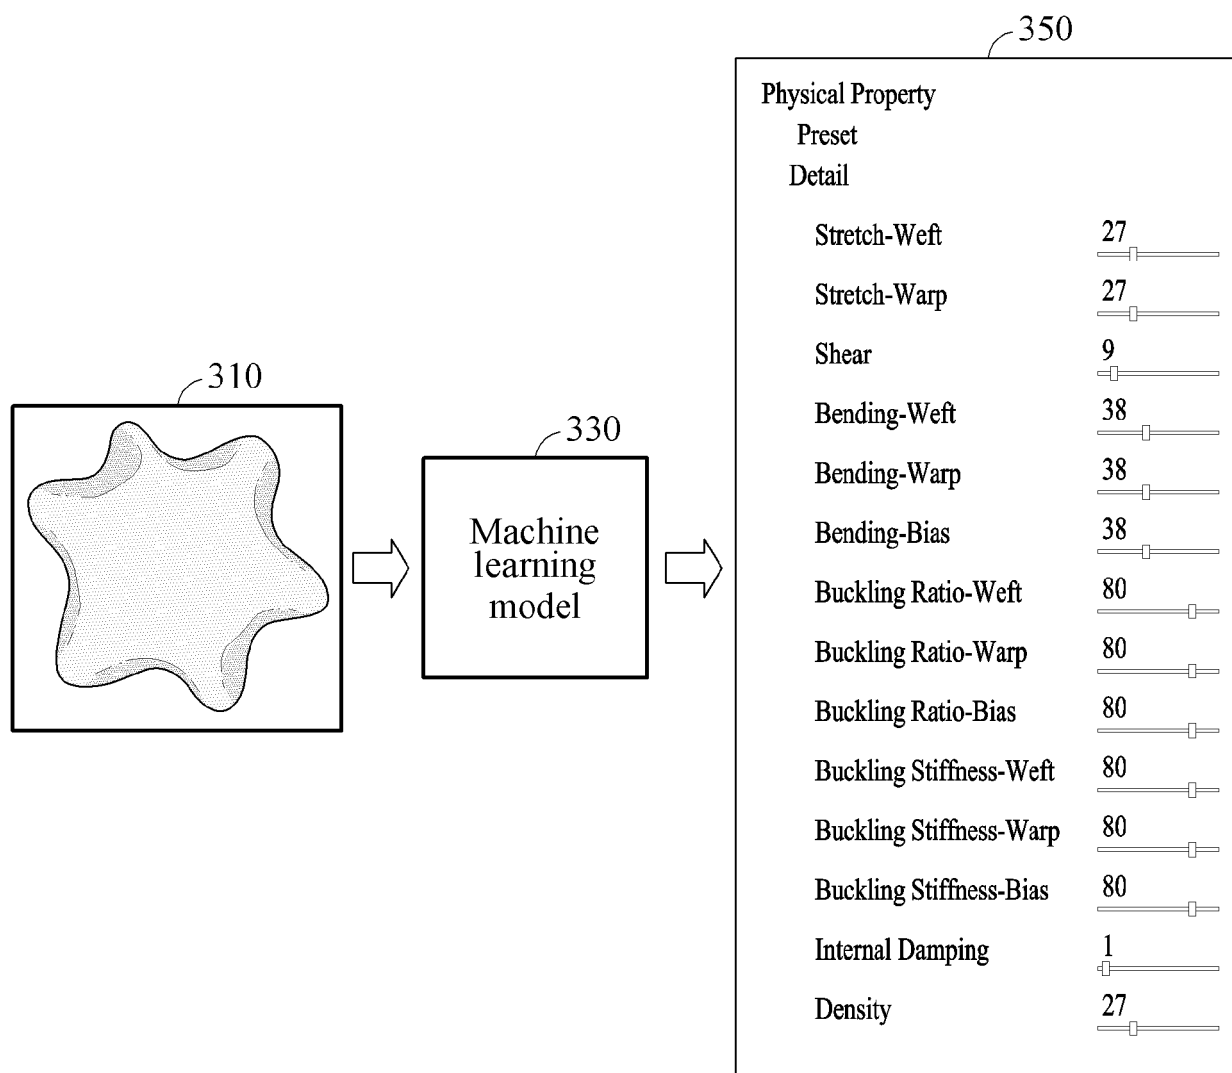 350
Physical Property
Preset
Detail
Stretch-Weft 27
Stretch-Warp 27
Shear 9
310
Bending-Weft 38
330
Bending-Warp 38
Machine
learning
model
Bending-Bias 38
Buckling Ratio-Weft 80
Buckling Ratio-Warp 80
Buckling Ratio-Bias 80
Buckling Stiffness-Weft 80
Buckling Stiffness-Warp 80
Buckling Stiffness-Bias 80
Internal Damping 1
Density 27